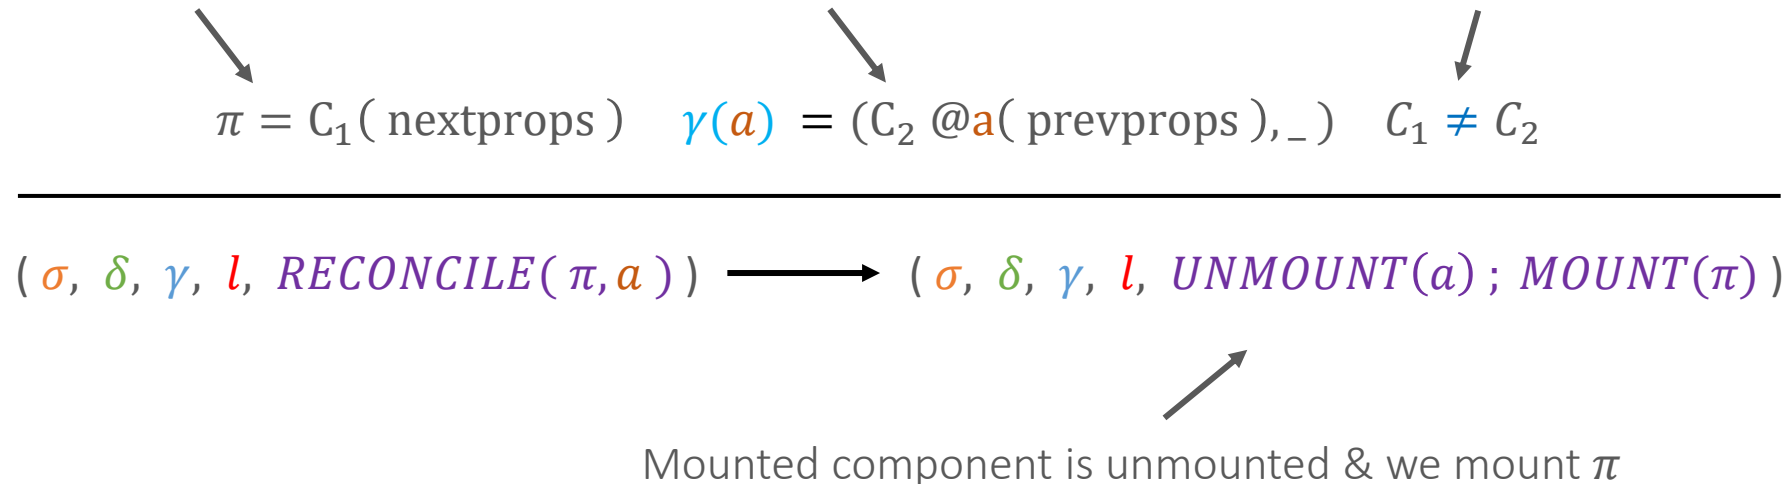 π = C₁( nextprops ) γ(a) = (C₂ @a( prevprops ), _ ) C₁ ≠ C₂
( σ, δ, γ, l, RECONCILE( π, a ) ) ⟶ ( σ, δ, γ, l, UNMOUNT(a) ; MOUNT(π) )
Mounted component is unmounted & we mount π